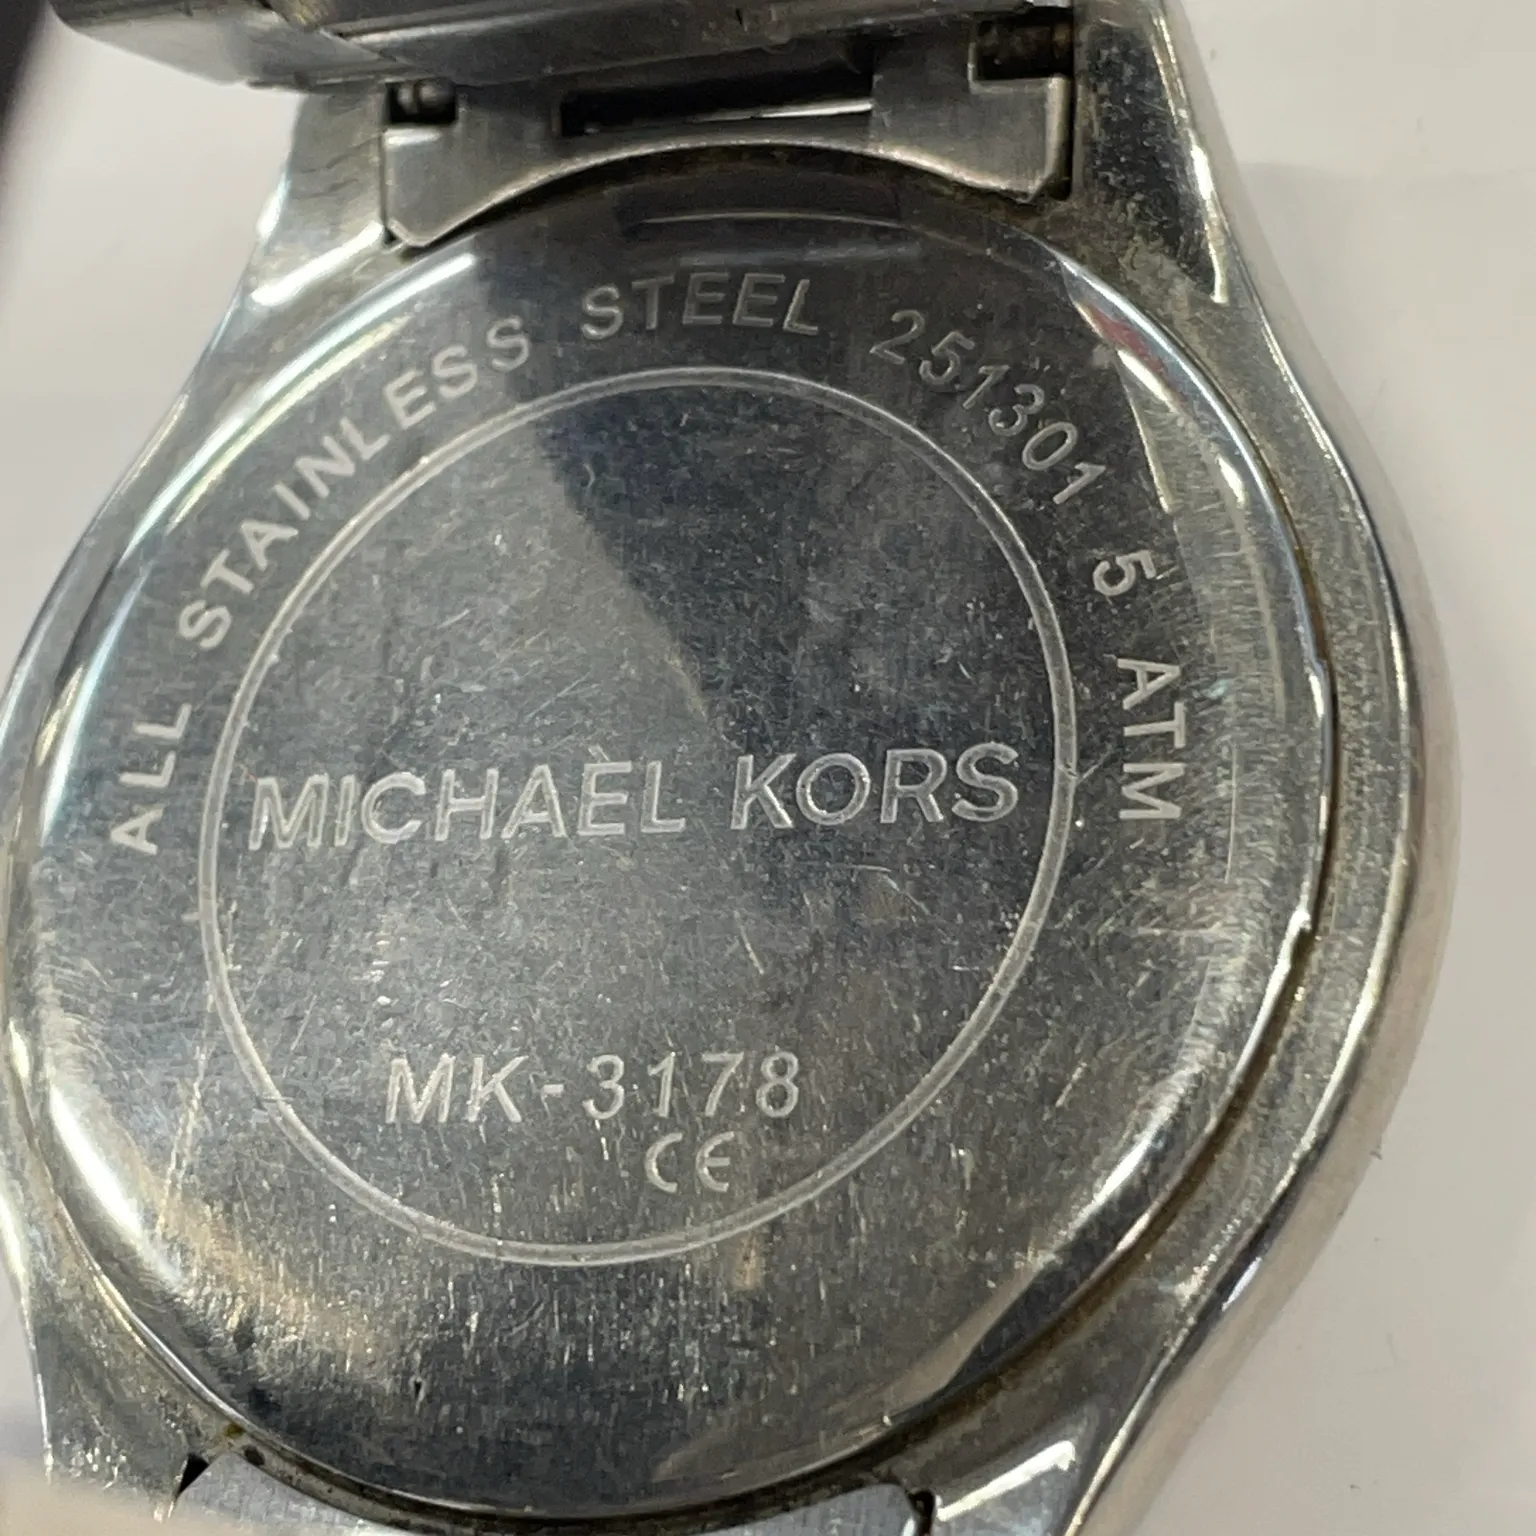 ALL STAINLESS STEEL 251301 5 ATM
MICHAEL KORS
MK-3178
CE